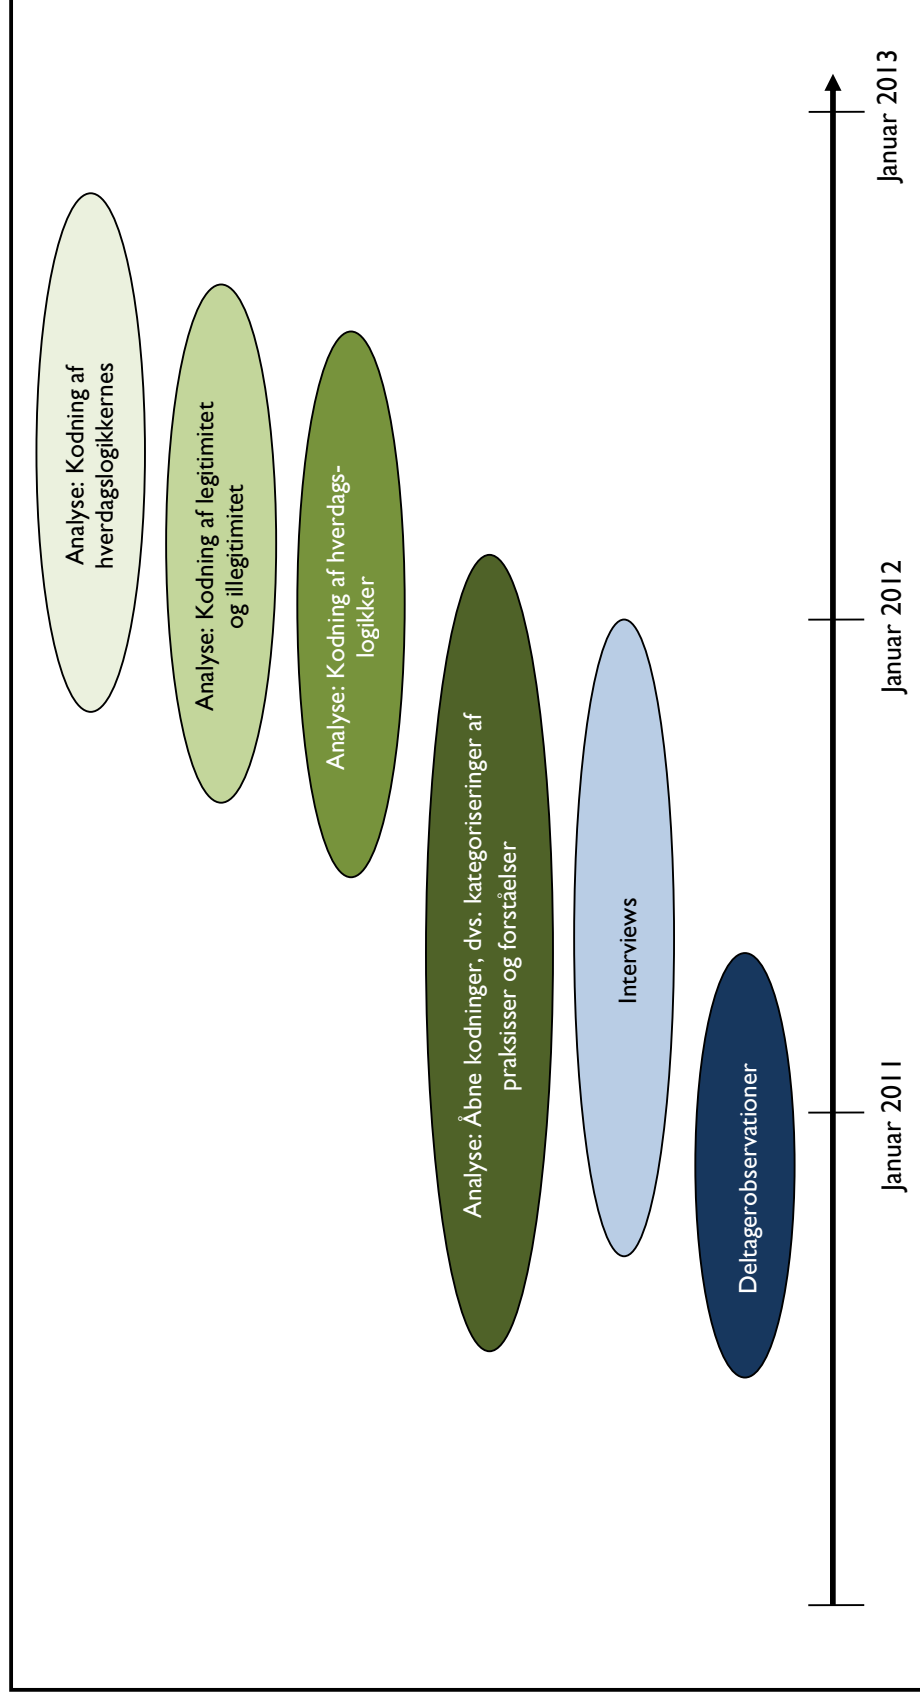 Analyse: Kodning af
hverdagslogikkernes
Analyse: Kodning af legitimitet
og illegitimitet
Analyse: Kodning af hverdags-
logikker
Analyse: Åbne kodninger, dvs. kategoriseringer af
praksisser og forståelser
Interviews
Deltagerobservationer
Januar 2011
Januar 2012
Januar 2013